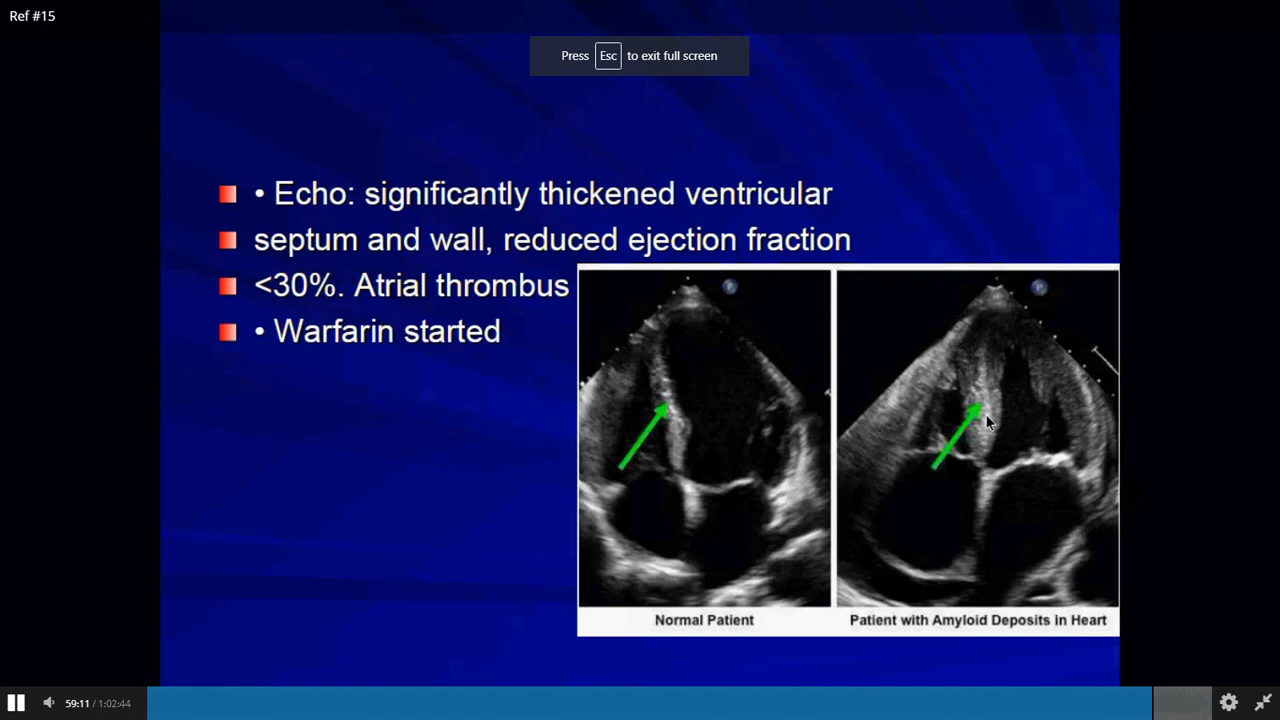 Ref #15
Press Esc to exit full screen
• Echo: significantly thickened ventricular
septum and wall, reduced ejection fraction
<30%. Atrial thrombus
• Warfarin started
P P
Normal Patient
Patient with Amyloid Deposits in Heart
59:11 / 1:02:44